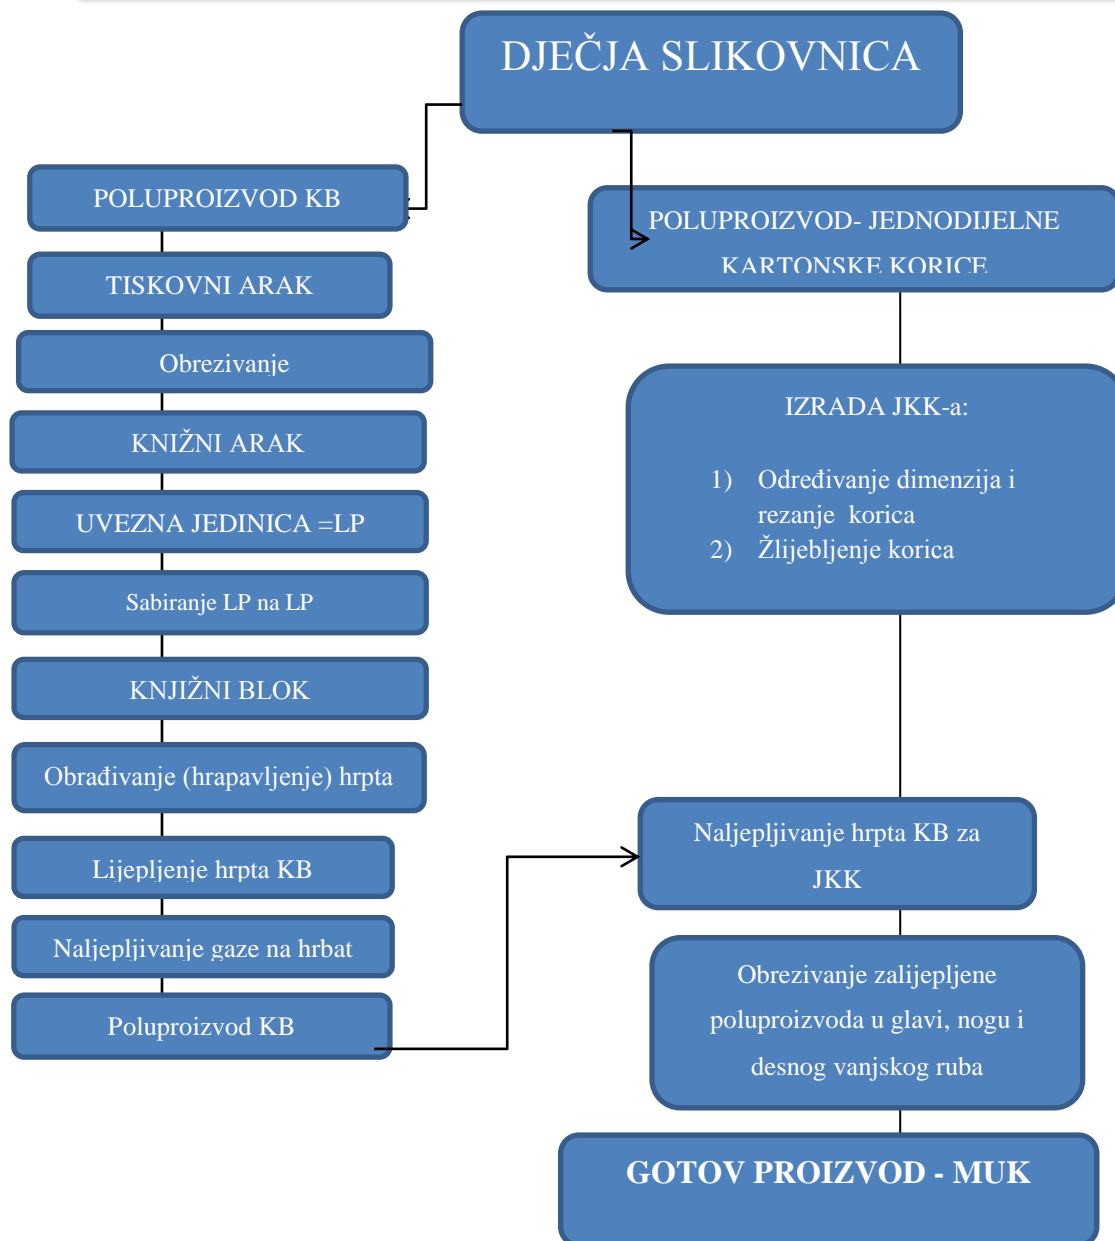 DJEČJA SLIKOVNICA
POLUPROIZVOD KB
TISKOVNI ARAK
Obrezivanje
KNIŽNI ARAK
UVEZNA JEDINICA =LP
Sabiranje LP na LP
KNJIŽNI BLOK
Obrađivanje (hrapavljenje) hrpta
Lijepljenje hrpta KB
Naljepljivanje gaze na hrbat
Poluproizvod KB
POLUPROIZVOD- JEDNODIJELNE
KARTONSKE KORICE
IZRADA JKK-a:
1) Određivanje dimenzija i
rezanje korica
2) Žlijebljenje korica
Naljepljivanje hrpta KB za
JKK
Obrezivanje zalijepljene
poluproizvoda u glavi, nogu i
desnog vanjskog ruba
GOTOV PROIZVOD - MUK